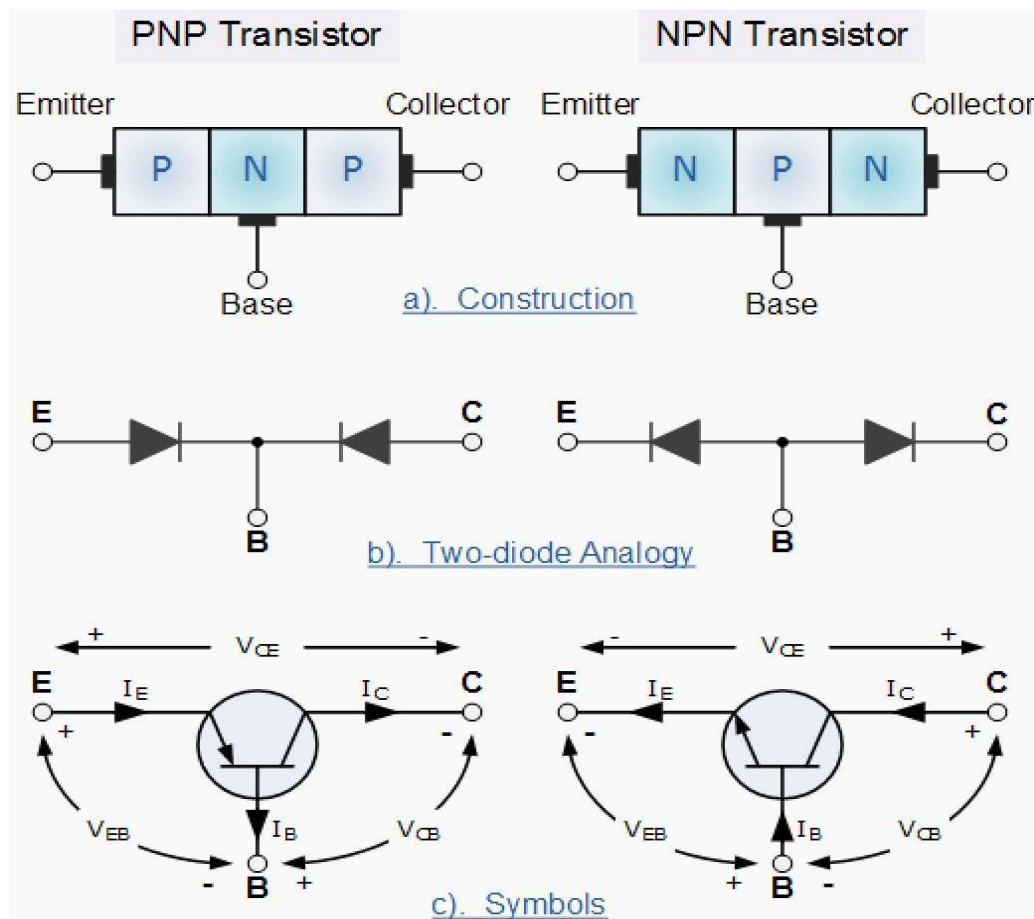 PNP Transistor NPN Transistor
Emitter Collector Emitter Collector
P N P N P N
Base Base
a). Construction
E C E C
B B
b). Two-diode Analogy
+ VCE - - VCE +
E IE IC C E IE IC C
+ - - +
VEB IB VCB VEB IB VCB
- B + + B -
c). Symbols